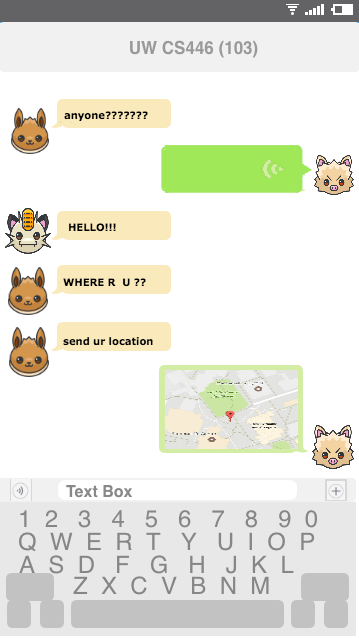 UW CS446 (103)
anyone???????
HELLO!!!
WHERE R U ??
send ur location
Text Box
1 2 3 4 5 6 7 8 9 0
Q W E R T Y U I O P
A S D F G H J K L
Z X C V B N M